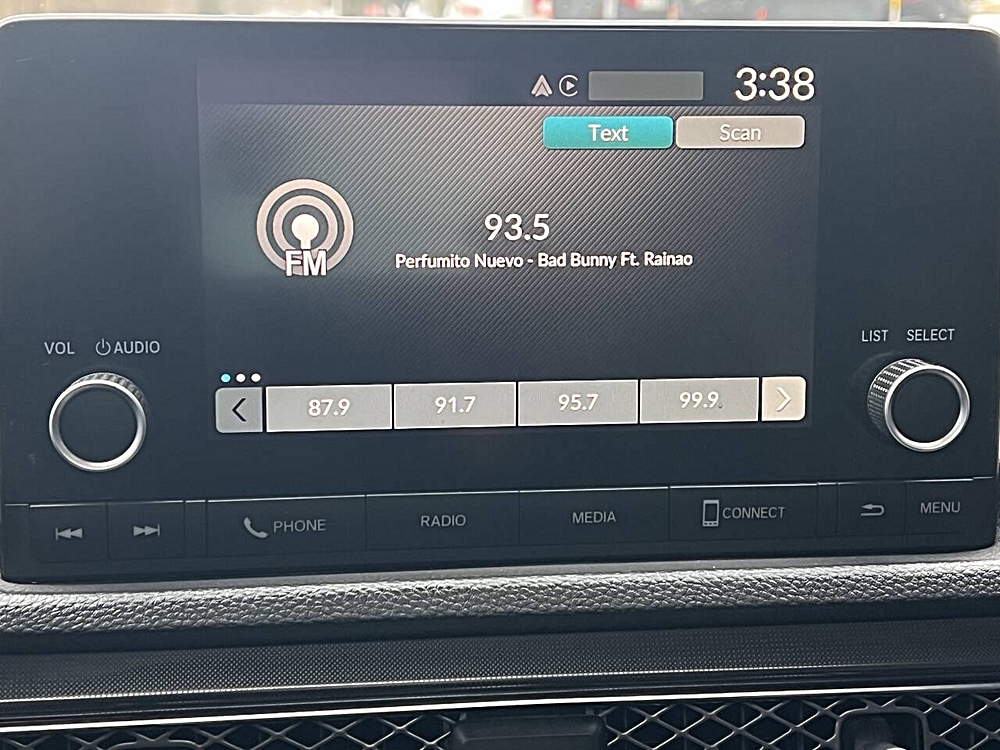 3:38
Text Scan
93.5
FM
Perfumito Nuevo - Bad Bunny Ft. Rainao
VOL AUDIO
LIST SELECT
87.9 91.7 95.7 99.9
PHONE RADIO MEDIA CONNECT MENU